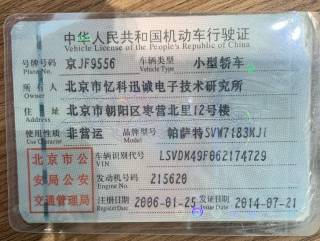 中华人民共和国机动车行驶证
Vehicle License of the People's Republic of China
号牌号码 京JF9556 车辆类型 小型轿车
Plate No. Vehicle Type
所有人 北京市亿科迅诚电子技术研究所
Owner
住址 北京市朝阳区枣营北里12号楼
Address
使用性质 非营运 品牌型号 帕萨特SVW7183MJI
Use Character Model
北京市公 车辆识别代号 LSVDM49F062174729
VIN
安局公安 发动机号码 215620
Engine No.
交通管理局 注册日期 2006-01-25 发证日期 2014-07-21
Register Date Issue Date